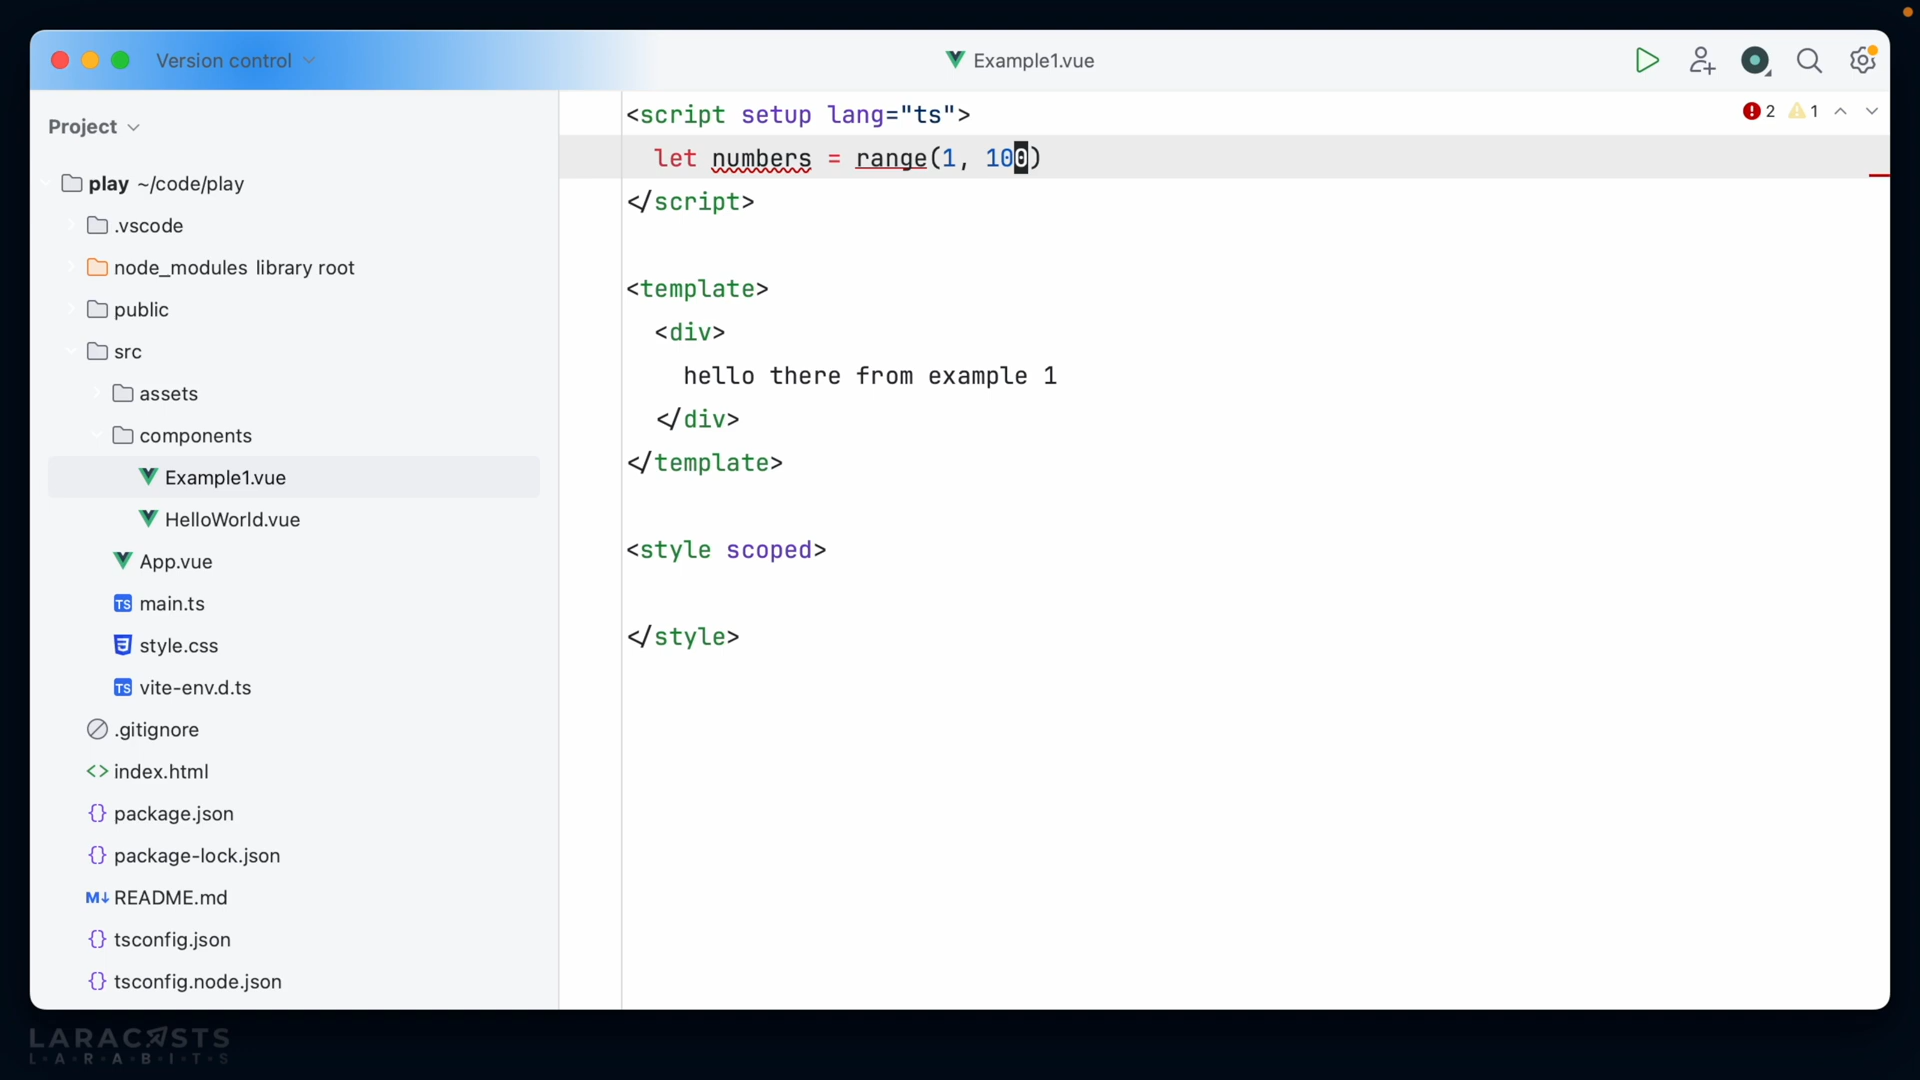 Version control
Example1.vue
Project
play ~/code/play
.vscode
node_modules library root
public
src
assets
components
Example1.vue
HelloWorld.vue
App.vue
TS main.ts
style.css
TS vite-env.d.ts
.gitignore
<> index.html
{} package.json
{} package-lock.json
M↓ README.md
{} tsconfig.json
{} tsconfig.node.json
2 1
<script setup lang="ts">
let numbers = range(1, 100)
</script>
<template>
<div>
hello there from example 1
</div>
</template>
<style scoped>
</style>
LARACASTS
L·A·R·A·B·I·T·S